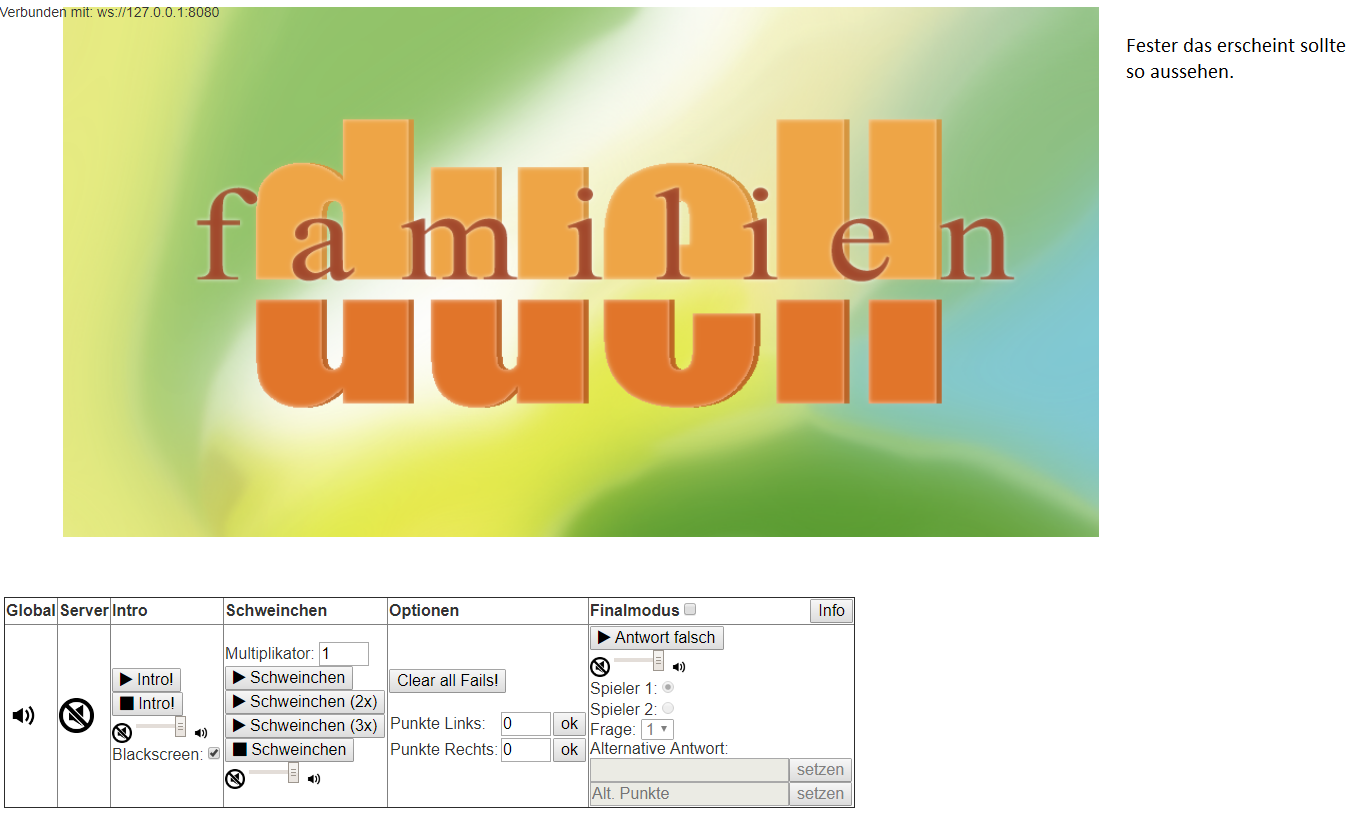 Verbunden mit: ws://127.0.0.1:8080
Fester das erscheint sollte
so aussehen.
duell
familien
Global Server Intro Schweinchen Optionen Finalmodus Info
Intro!
Intro!
Blackscreen:
Multiplikator: 1
Schweinchen
Schweinchen (2x)
Schweinchen (3x)
Schweinchen
Clear all Fails!
Punkte Links: 0 ok
Punkte Rechts: 0 ok
Antwort falsch
Spieler 1:
Spieler 2:
Frage: 1
Alternative Antwort:
setzen
Alt. Punkte setzen